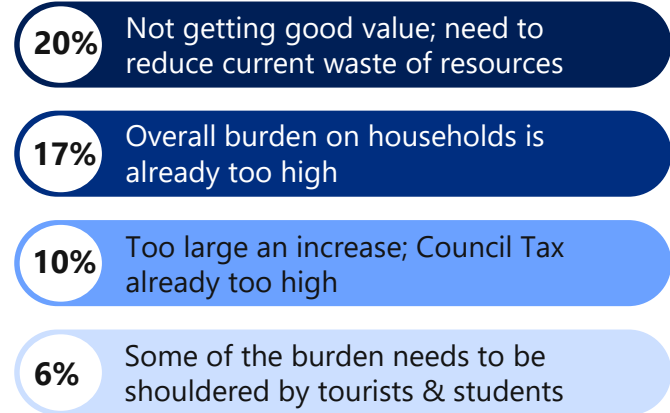 20%
Not getting good value; need to
reduce current waste of resources
17%
Overall burden on households is
already too high
10%
Too large an increase; Council Tax
already too high
6%
Some of the burden needs to be
shouldered by tourists & students